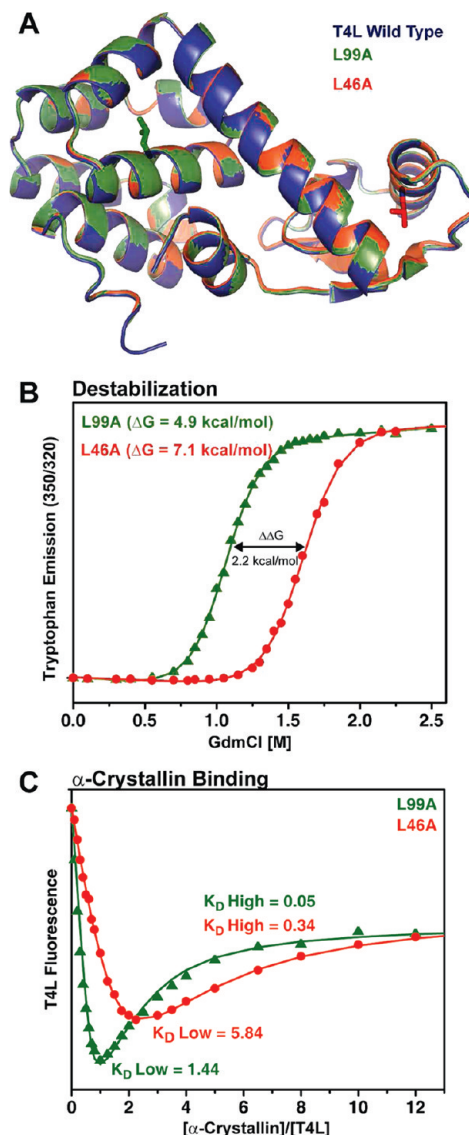 A
T4L Wild Type
L99A
L46A
B Destabilization
L99A (ΔG = 4.9 kcal/mol)
L46A (ΔG = 7.1 kcal/mol)
ΔΔG
2.2 kcal/mol
Tryptophan Emission (350/320)
0.0 0.5 1.0 1.5 2.0 2.5
GdmCl [M]
C α-Crystallin Binding
L99A
L46A
K_D High = 0.05
K_D High = 0.34
K_D Low = 5.84
K_D Low = 1.44
T4L Fluorescence
0 2 4 6 8 10 12
[α-Crystallin]/[T4L]